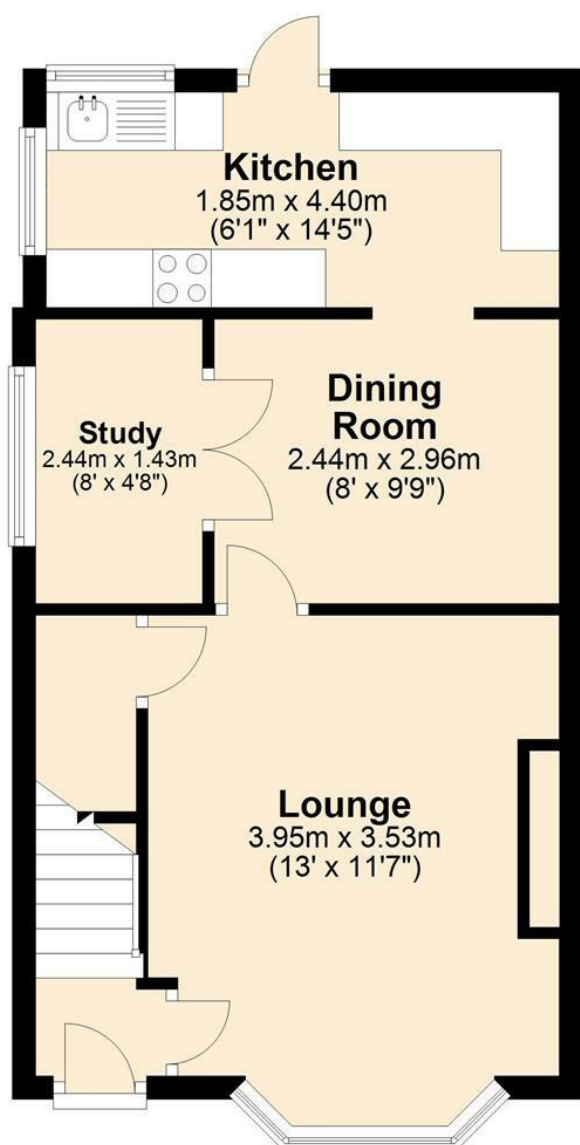 Kitchen
1.85m x 4.40m
(6'1" x 14'5")
Study
2.44m x 1.43m
(8' x 4'8")
Dining
Room
2.44m x 2.96m
(8' x 9'9")
Lounge
3.95m x 3.53m
(13' x 11'7")